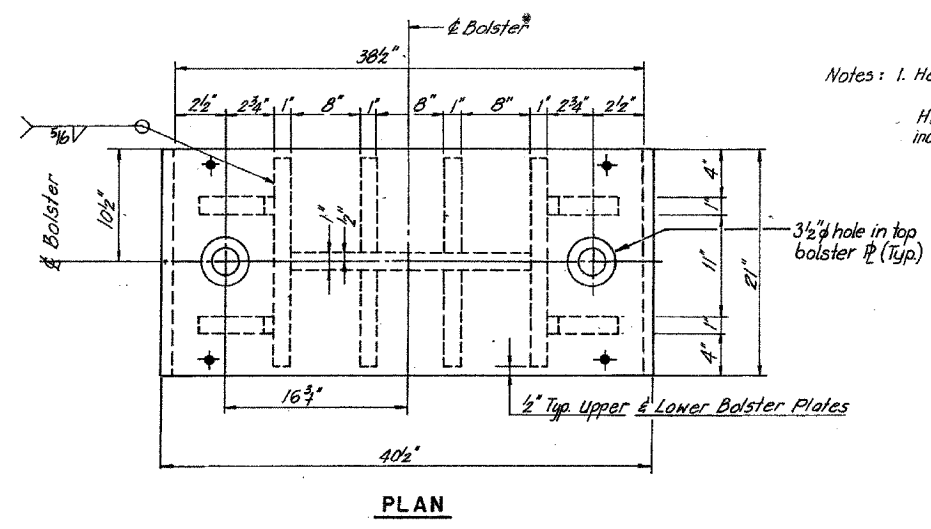 ℄ Bolster*
38½"
Notes: 1. Ha
2½" 2¾" 1" 8" 1" 8" 1" 8" 1" 2¾" 2½"
H.
inc
5/16
4"
℄ Bolster
10½"
1"
1" ½"
3½"ϕ hole in top
bolster ℙ (Typ.)
11"
21"
1"
4"
16¾"
½" Typ. Upper & Lower Bolster Plates
40½"
PLAN